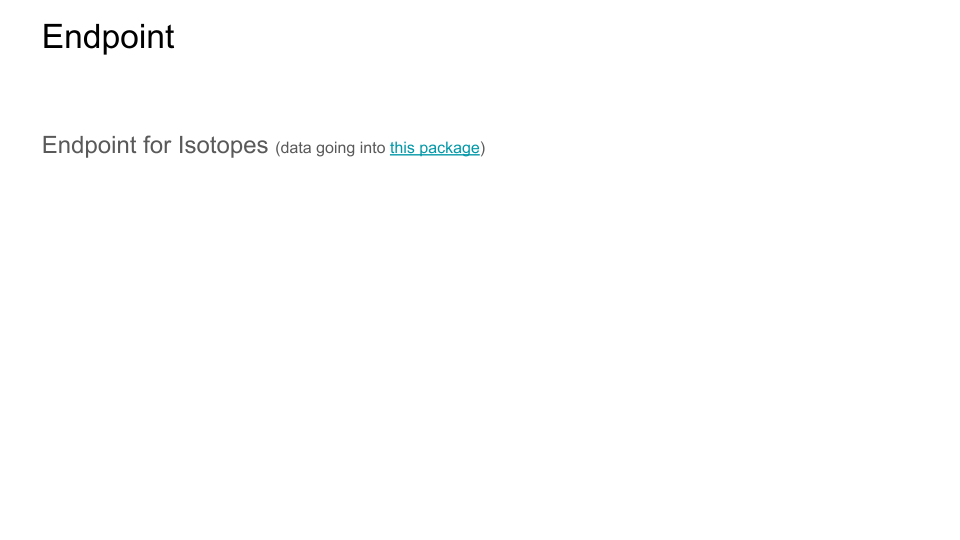 Endpoint
Endpoint for Isotopes (data going into this package)